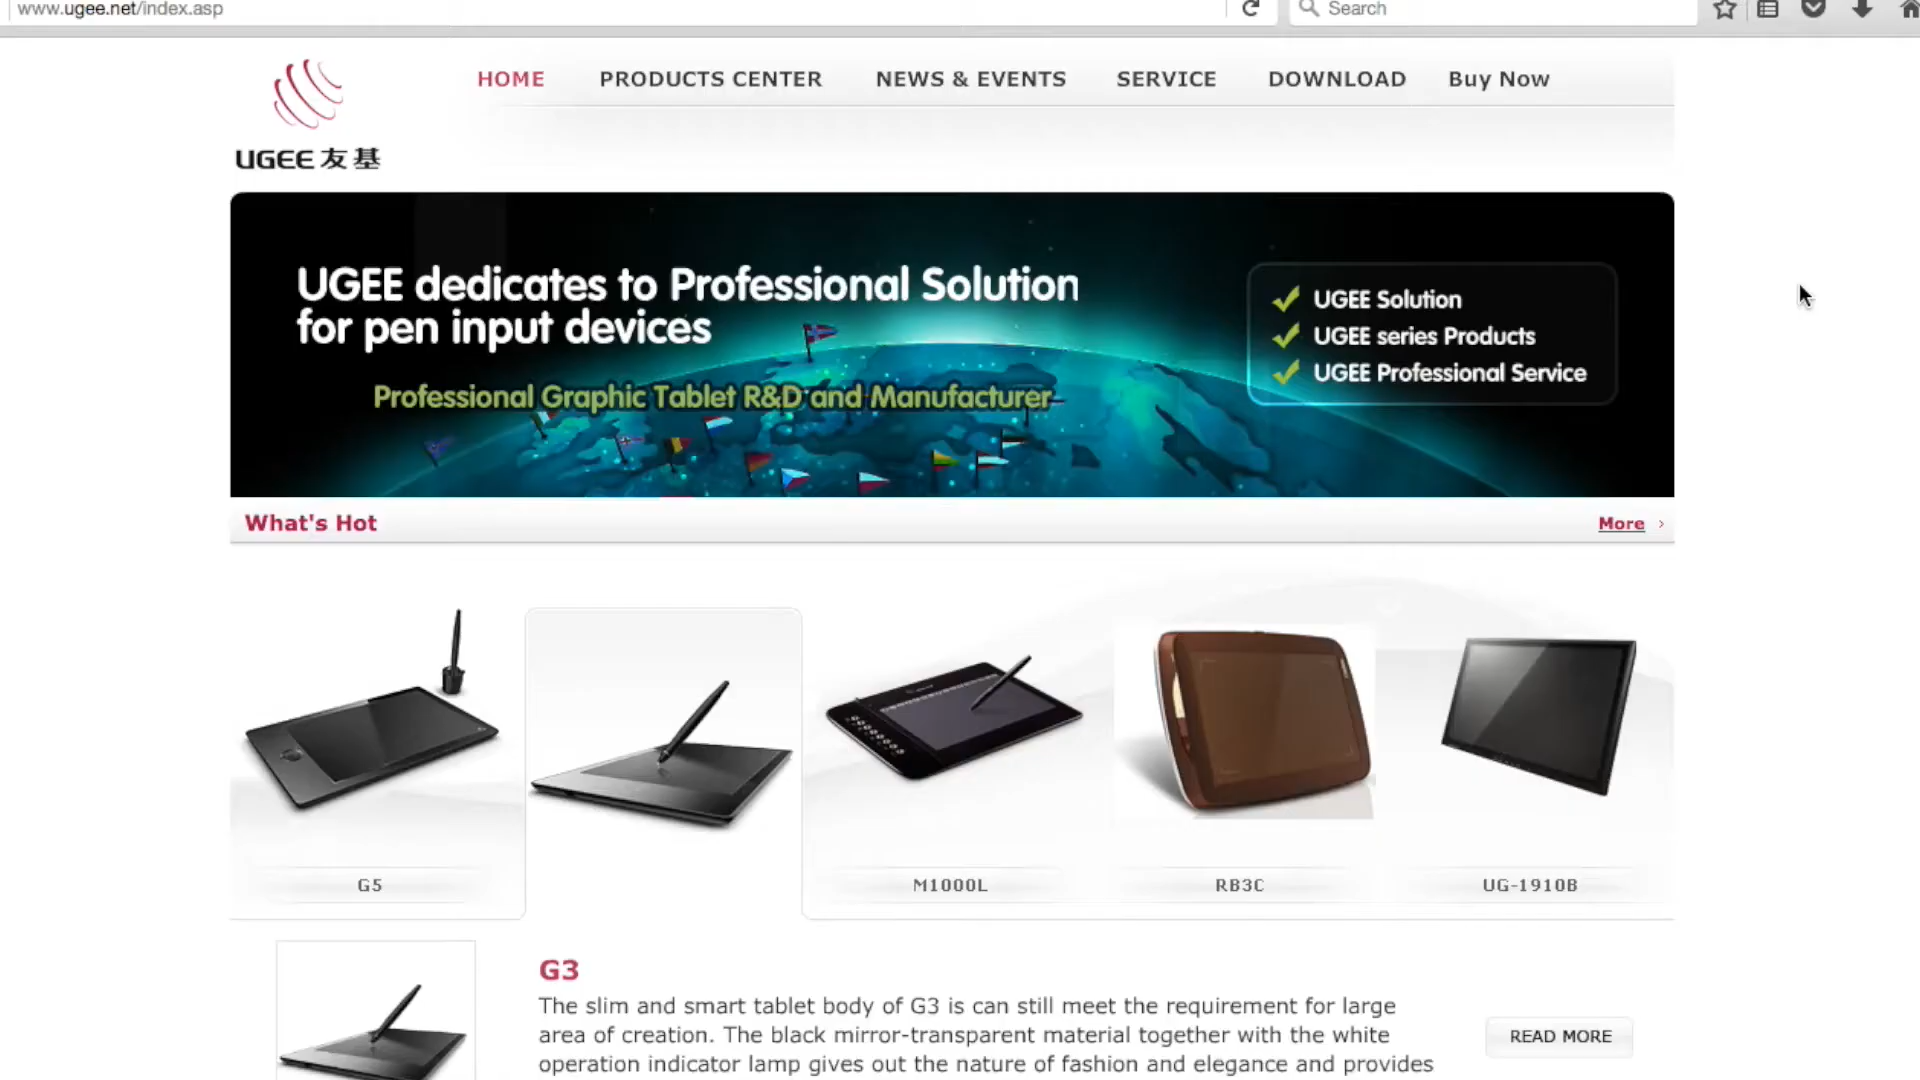 www.ugee.net/index.asp
Search
HOME PRODUCTS CENTER NEWS & EVENTS SERVICE DOWNLOAD Buy Now
UGEE 友基
UGEE dedicates to Professional Solution
for pen input devices
Professional Graphic Tablet R&D and Manufacturer
UGEE Solution
UGEE series Products
UGEE Professional Service
What's Hot
More
G5
M1000L
RB3C
UG-1910B
G3
The slim and smart tablet body of G3 is can still meet the requirement for large
area of creation. The black mirror-transparent material together with the white
operation indicator lamp gives out the nature of fashion and elegance and provides
READ MORE